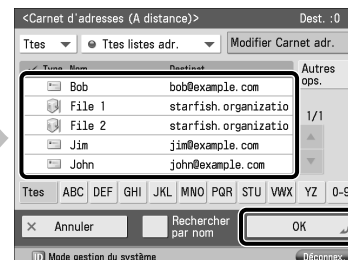 <Carnet d'adresses (A distance)> Dest. :0
Ttes Ttes listes adr. Modifier Carnet adr.
✓ Type Nom Destinat. Autres ops.
Bob bob@example.com
File 1 starfish.organizatio 1/1
File 2 starfish.organizatio
Jim jim@example.com
John john@example.com
Ttes ABC DEF GHI JKL MNO PQR STU VWX YZ 0-9
× Annuler Rechercher par nom OK
ID Mode gestion du système Déconnex.